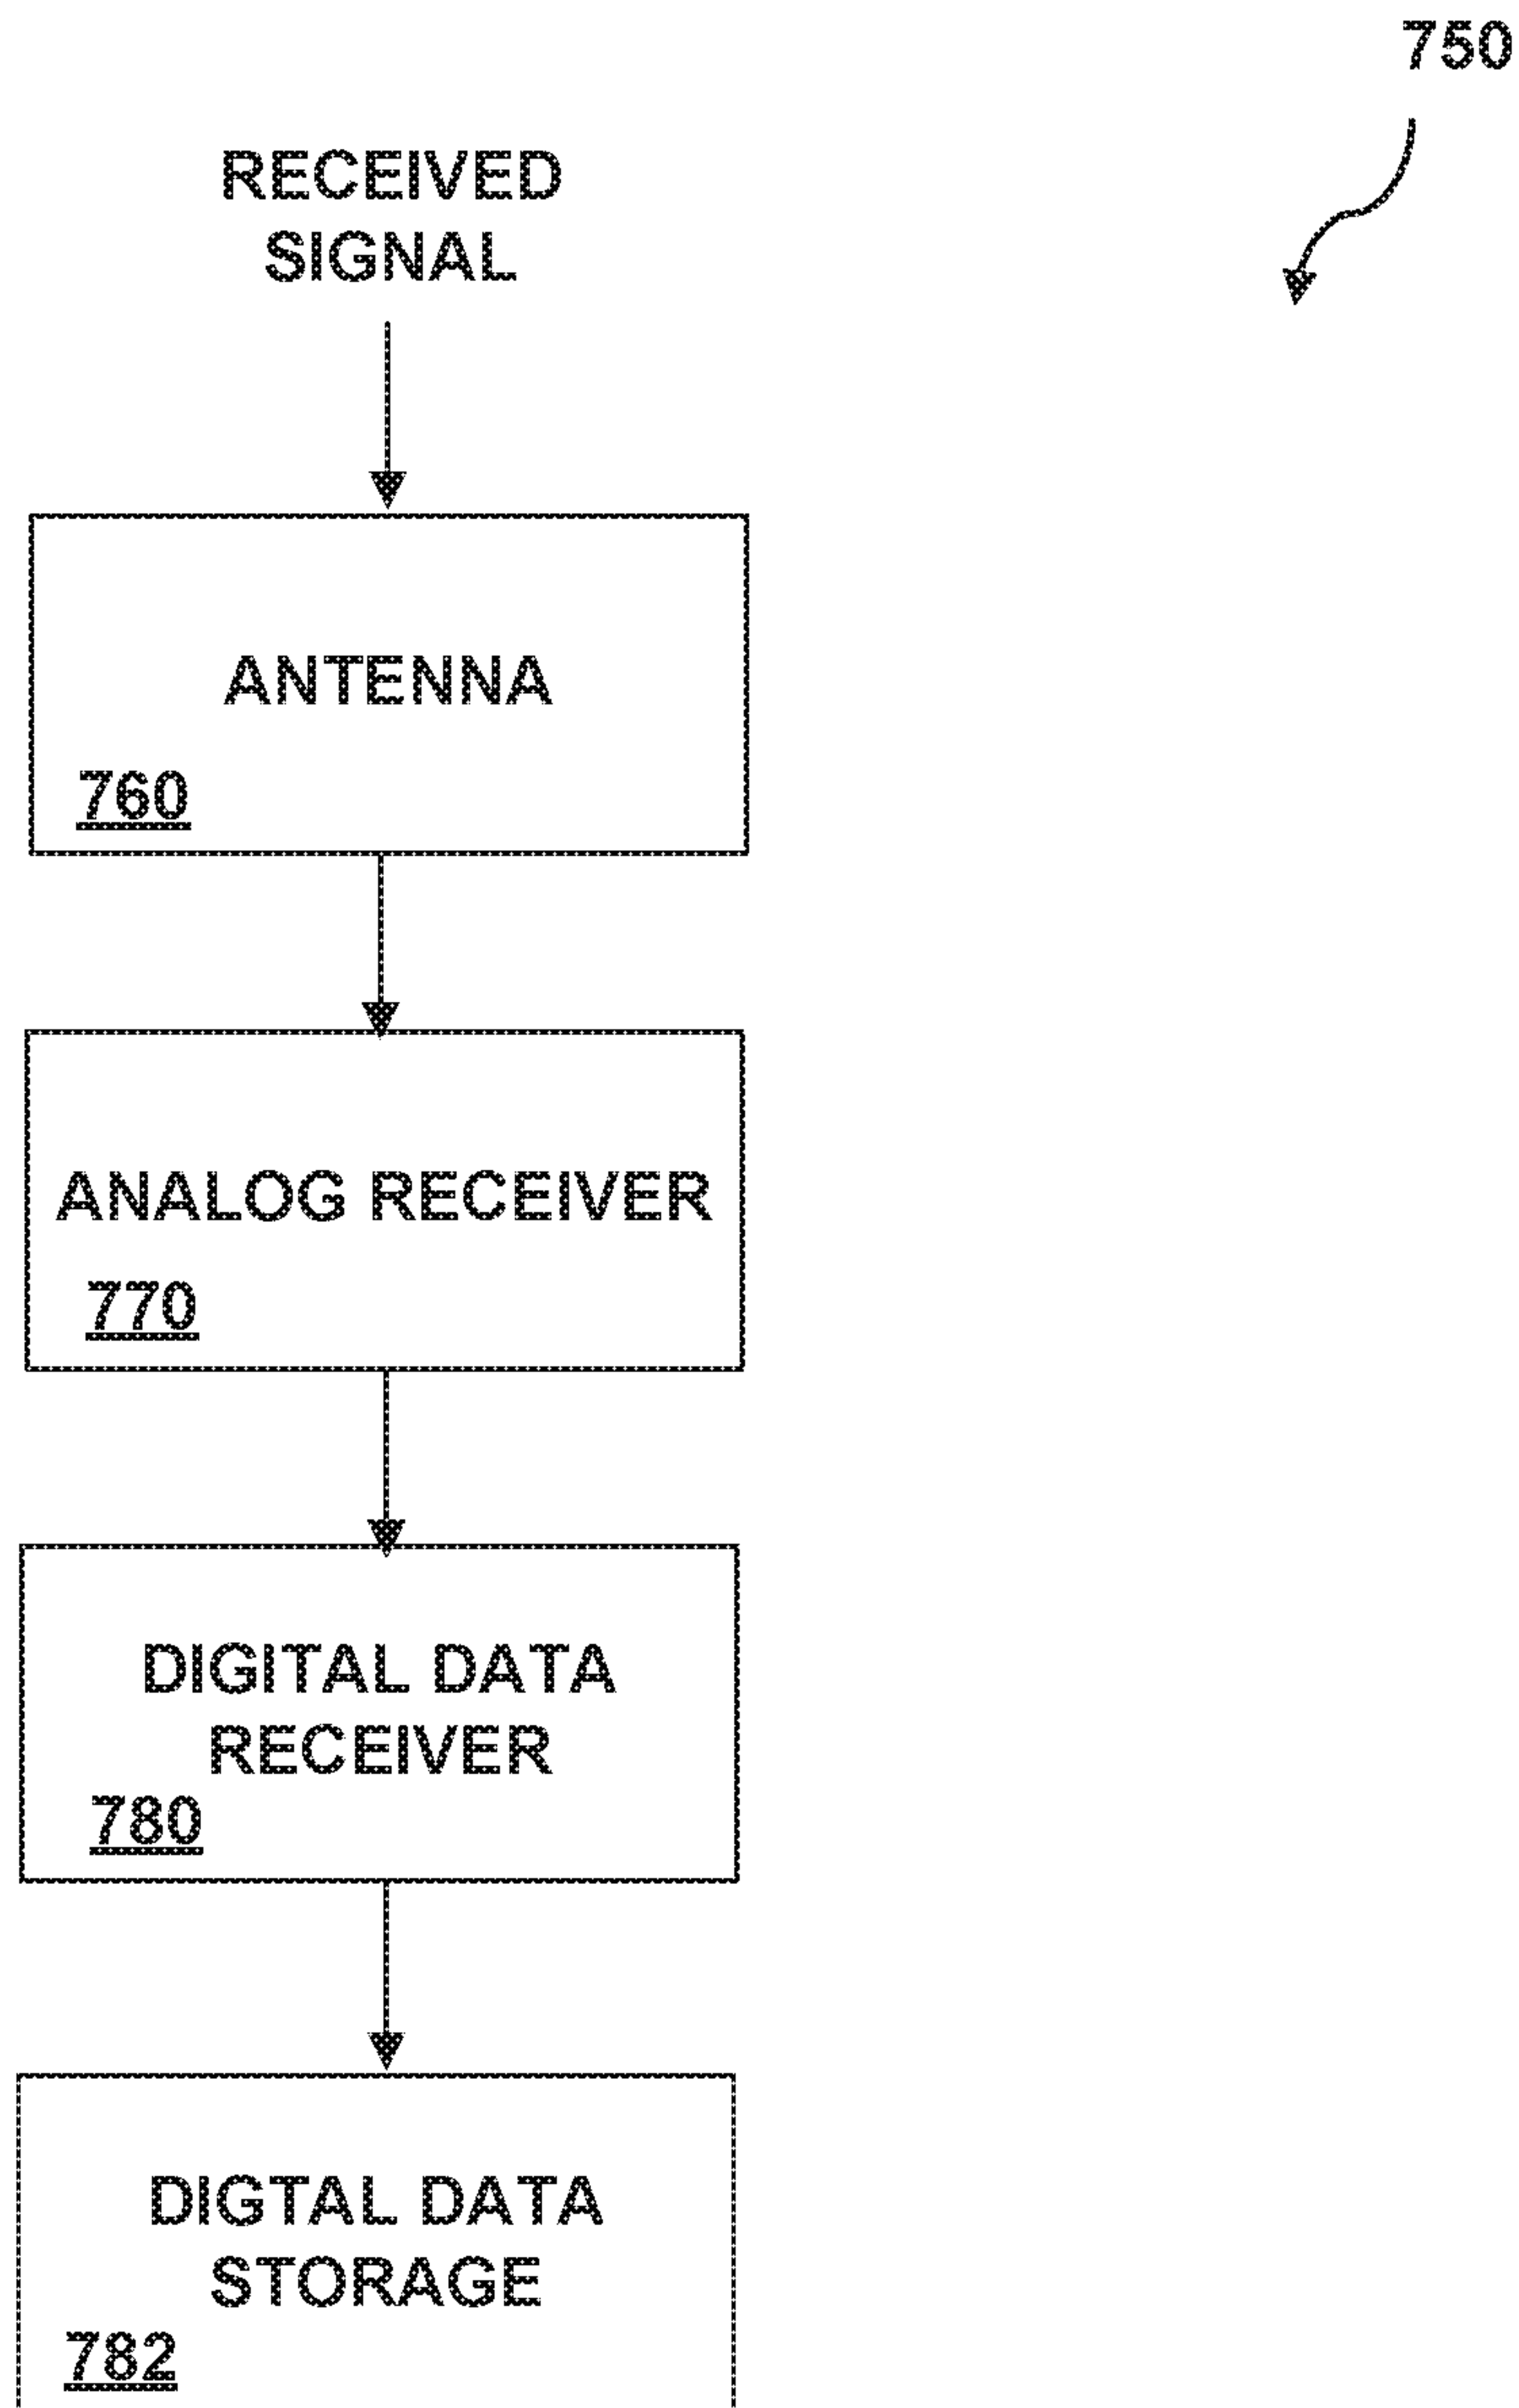 750
RECEIVED
SIGNAL
ANTENNA
760
ANALOG RECEIVER
770
DIGITAL DATA
RECEIVER
780
DIGTAL DATA
STORAGE
782